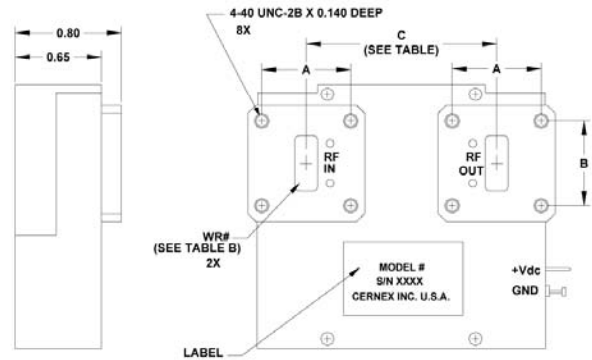 4-40 UNC-2B X 0.140 DEEP
8X
0.80
0.65
C
(SEE TABLE)
A
A
B
RF
IN
RF
OUT
WR#
(SEE TABLE B)
2X
MODEL #
S/N XXXX
CERNEX INC. U.S.A.
+Vdc
GND
LABEL